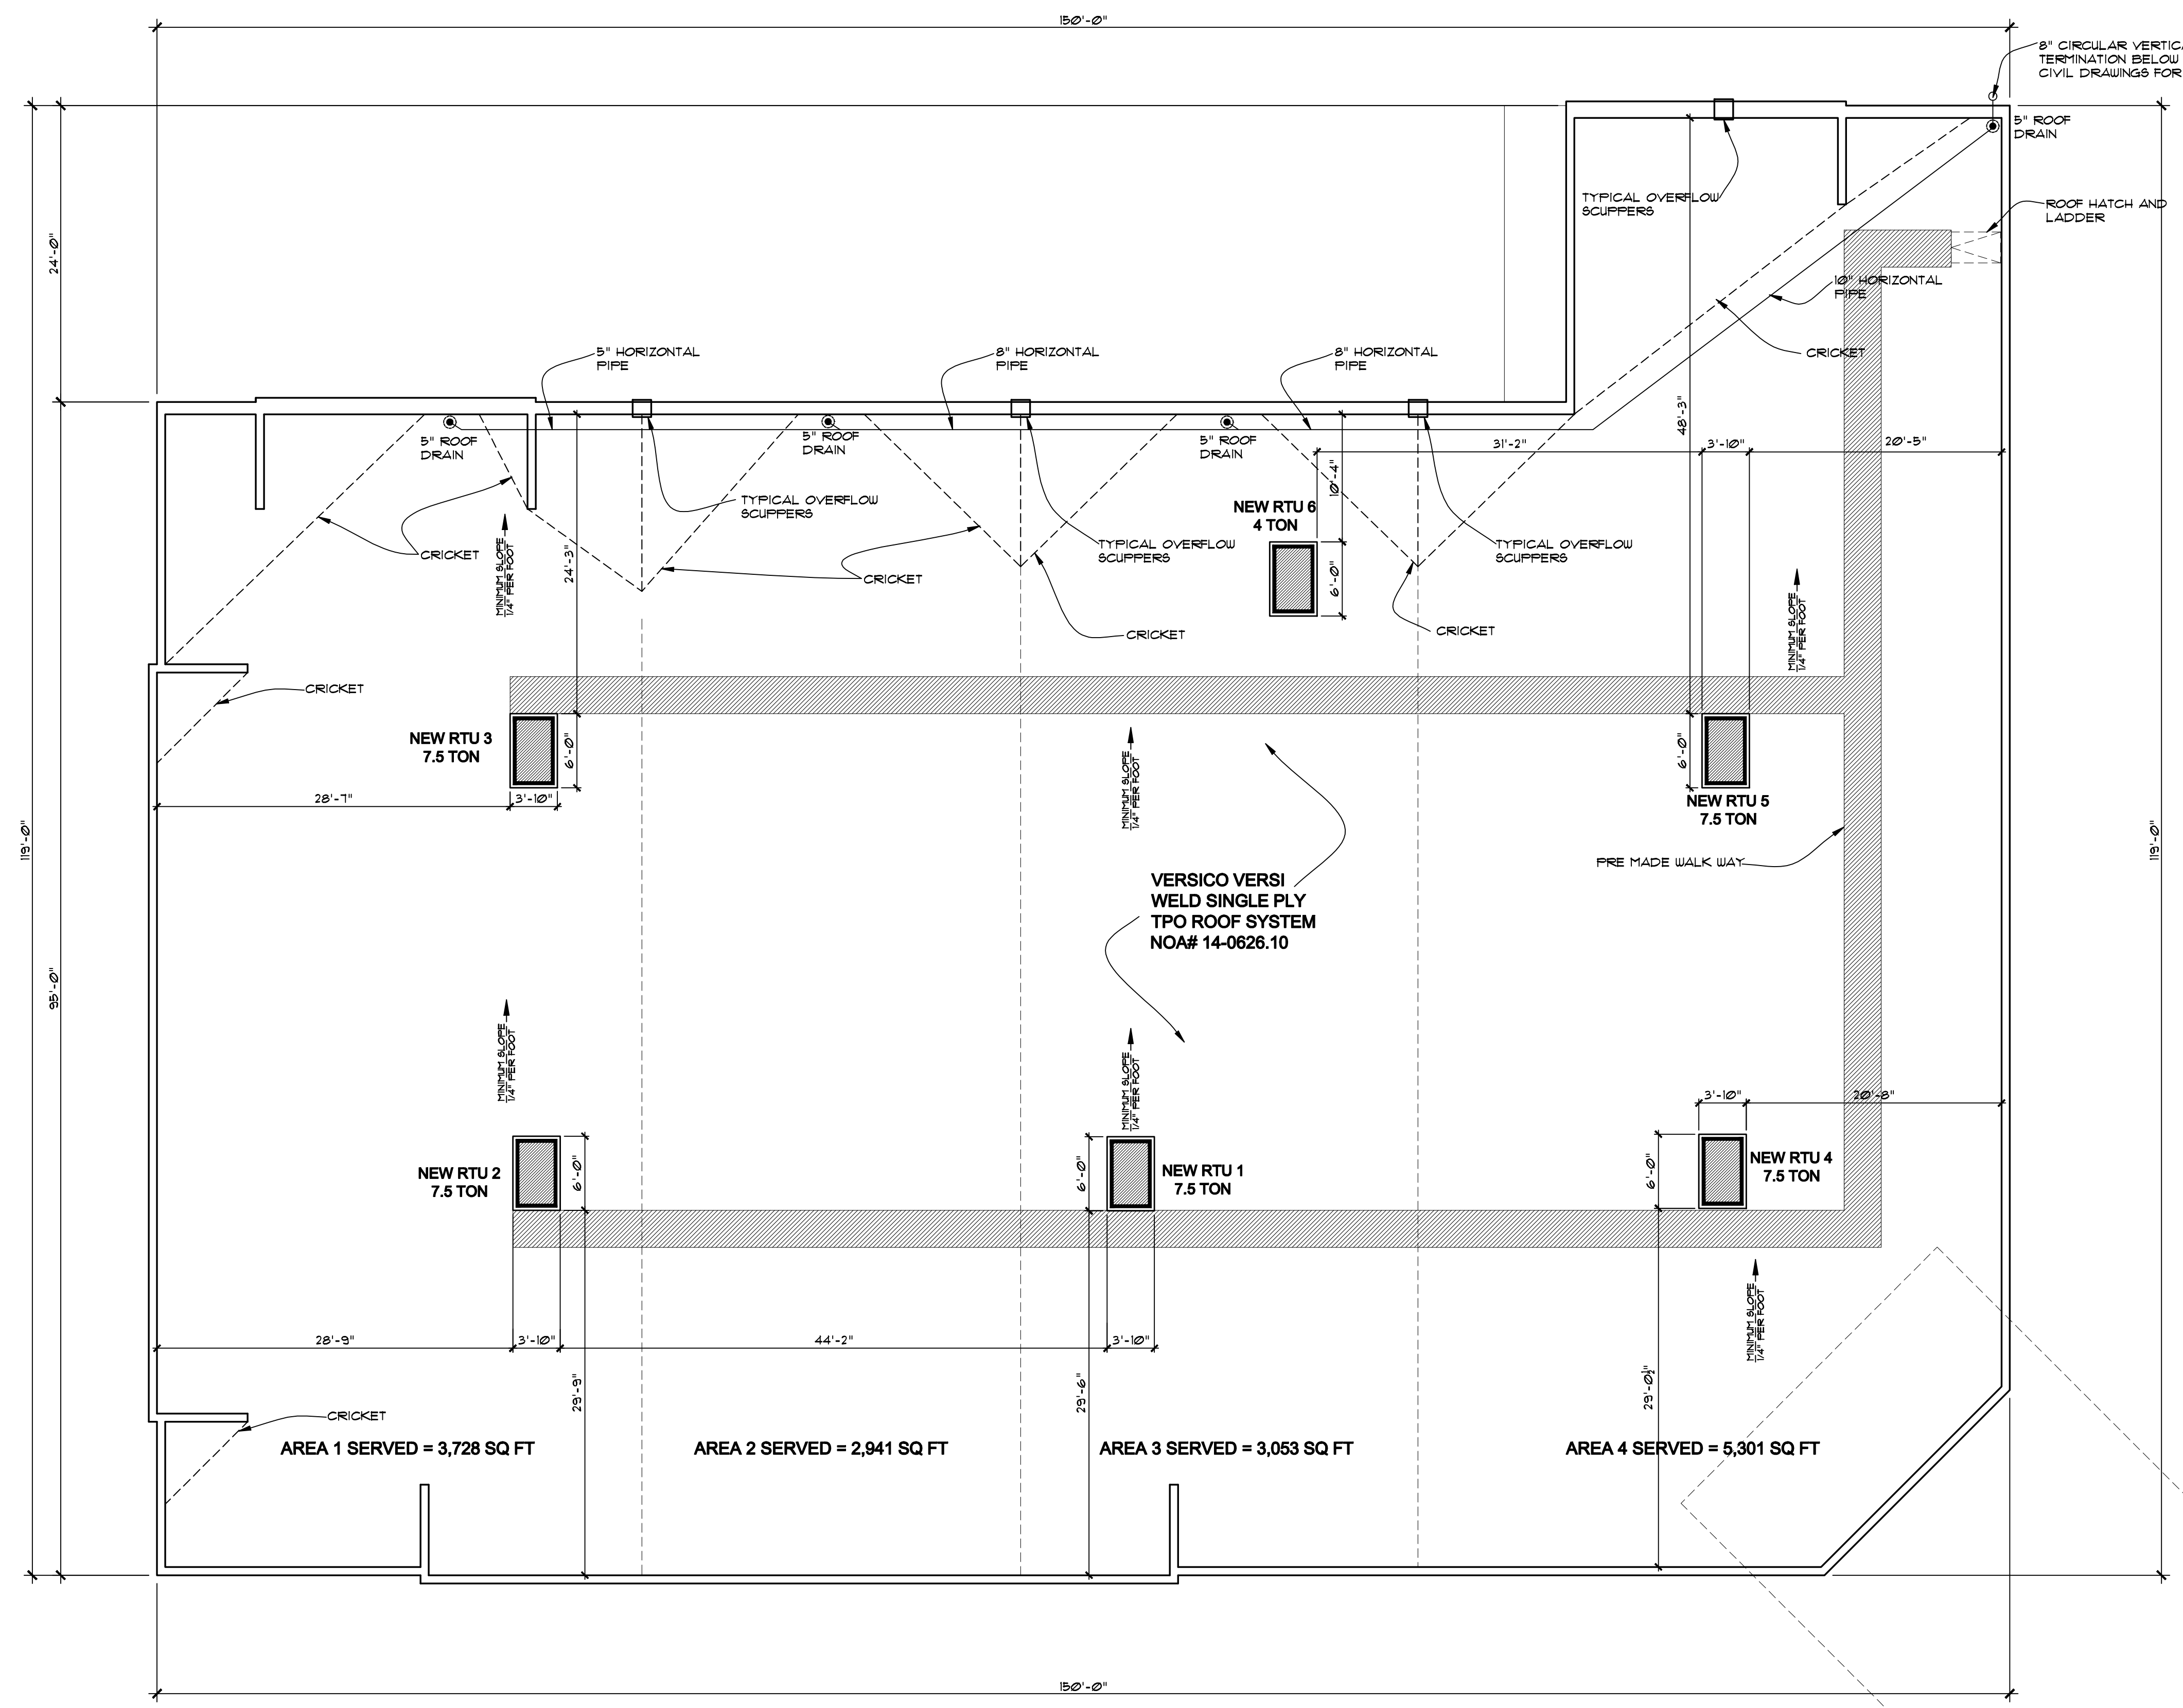 150'-0"
8" CIRCULAR VERTICA
TERMINATION BELOW
CIVIL DRAWINGS FOR
5" ROOF
DRAIN
TYPICAL OVERFLOW
SCUPPERS
ROOF HATCH AND
LADDER
24'-0"
10" HORIZONTAL
PIPE
CRICKET
5" HORIZONTAL
PIPE
8" HORIZONTAL
PIPE
8" HORIZONTAL
PIPE
48'-3"
5" ROOF
DRAIN
5" ROOF
DRAIN
5" ROOF
DRAIN
31'-2"
3'-10"
20'-5"
10'-4"
TYPICAL OVERFLOW
SCUPPERS
NEW RTU 6
4 TON
TYPICAL OVERFLOW
SCUPPERS
TYPICAL OVERFLOW
SCUPPERS
CRICKET
MINIMUM SLOPE
1/4" PER FOOT
24'-3"
CRICKET
6'-0"
CRICKET
CRICKET
MINIMUM SLOPE
1/4" PER FOOT
CRICKET
NEW RTU 3
7.5 TON
6'-0"
28'-7"
3'-10"
MINIMUM SLOPE
1/4" PER FOOT
6'-0"
NEW RTU 5
7.5 TON
119'-0"
119'-0"
PRE MADE WALK WAY
VERSICO VERSI
WELD SINGLE PLY
TPO ROOF SYSTEM
NOA# 14-0626.10
95'-0"
MINIMUM SLOPE
1/4" PER FOOT
MINIMUM SLOPE
1/4" PER FOOT
3'-10"
20'-8"
NEW RTU 2
7.5 TON
6'-0"
6'-0"
NEW RTU 1
7.5 TON
6'-0"
NEW RTU 4
7.5 TON
MINIMUM SLOPE
1/4" PER FOOT
28'-9"
3'-10"
44'-2"
3'-10"
29'-9"
29'-6"
29'-0½"
CRICKET
AREA 1 SERVED = 3,728 SQ FT
AREA 2 SERVED = 2,941 SQ FT
AREA 3 SERVED = 3,053 SQ FT
AREA 4 SERVED = 5,301 SQ FT
150'-0"